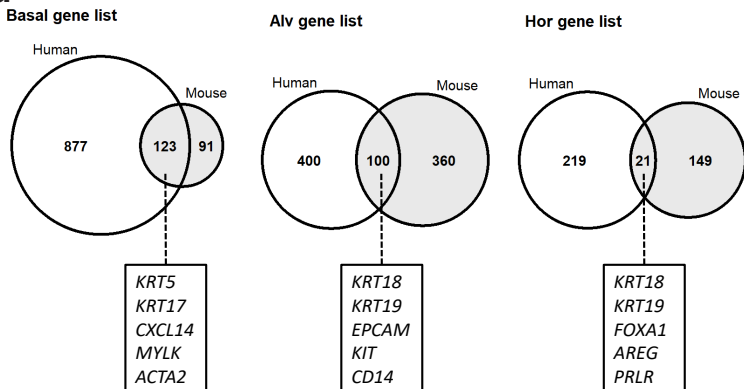 Basal gene list
Human
Mouse
877
123
91
KRT5
KRT17
CXCL14
MYLK
ACTA2
Alv gene list
Human
Mouse
400
100
360
KRT18
KRT19
EPCAM
KIT
CD14
Hor gene list
Human
Mouse
219
21
149
KRT18
KRT19
FOXA1
AREG
PRLR